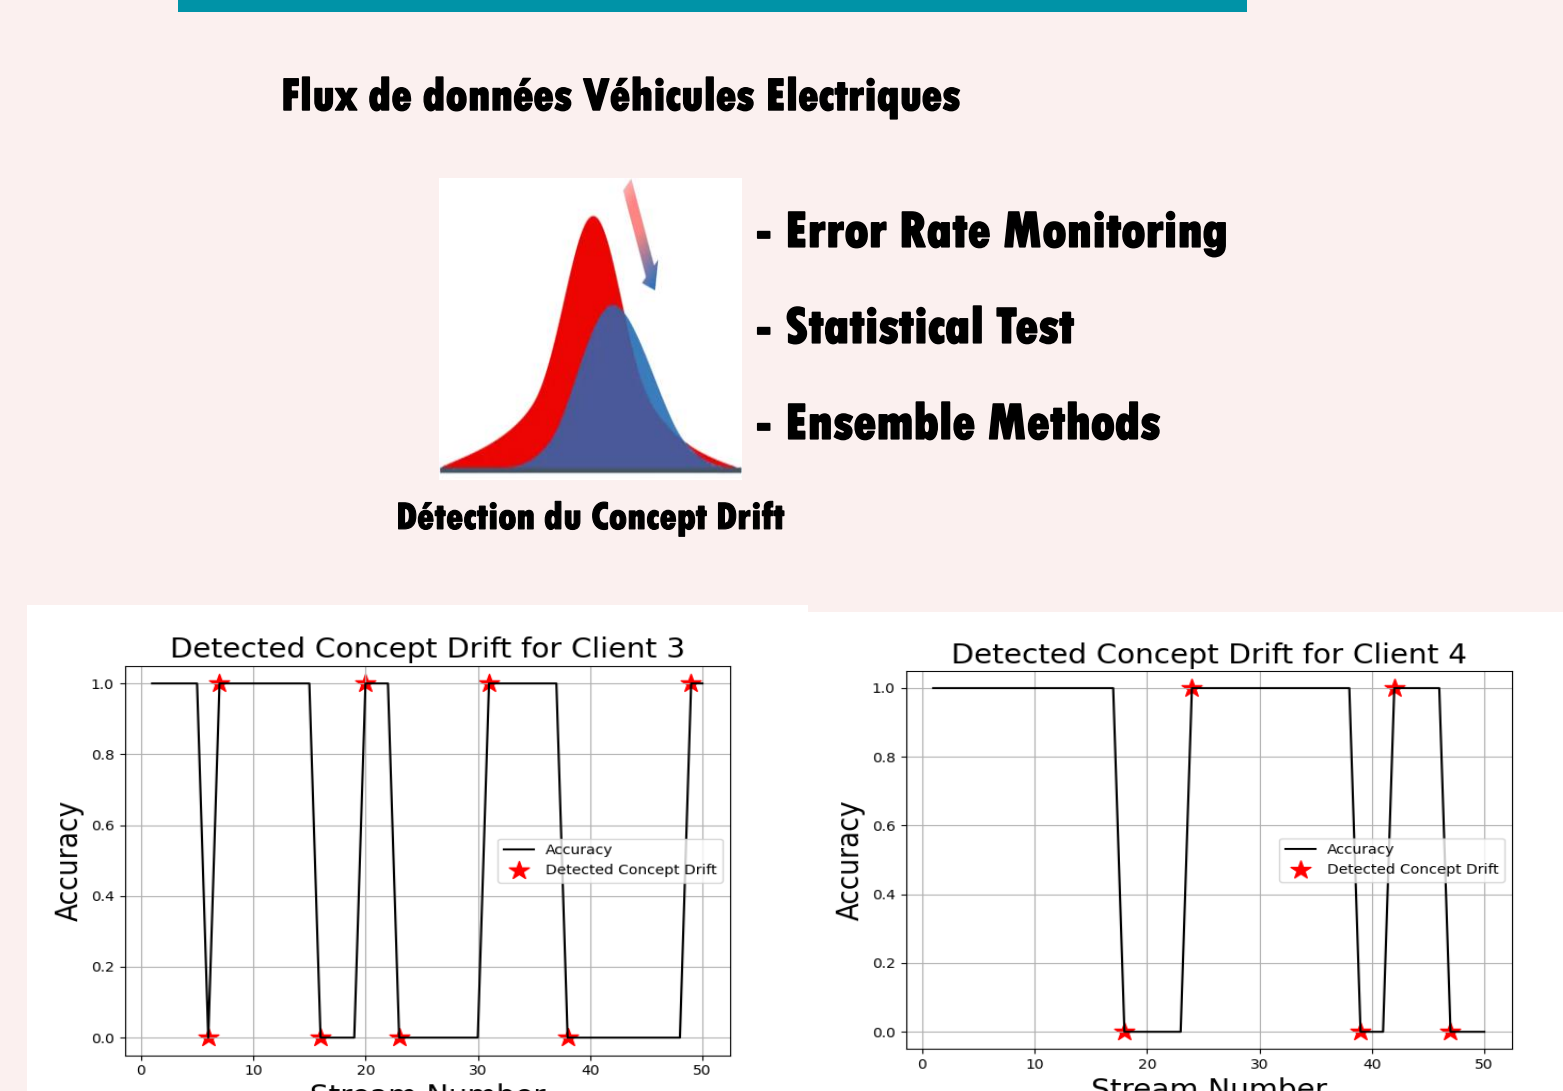 Flux de données Véhicules Electriques
- Error Rate Monitoring
- Statistical Test
- Ensemble Methods
Détection du Concept Drift
Detected Concept Drift for Client 3
1.0
0.8
0.6
0.4
0.2
0.0
Accuracy
Accuracy
Detected Concept Drift
0 10 20 30 40 50
Stream Number
Detected Concept Drift for Client 4
1.0
0.8
0.6
0.4
0.2
0.0
Accuracy
Accuracy
Detected Concept Drift
0 10 20 30 40 50
Stream Number